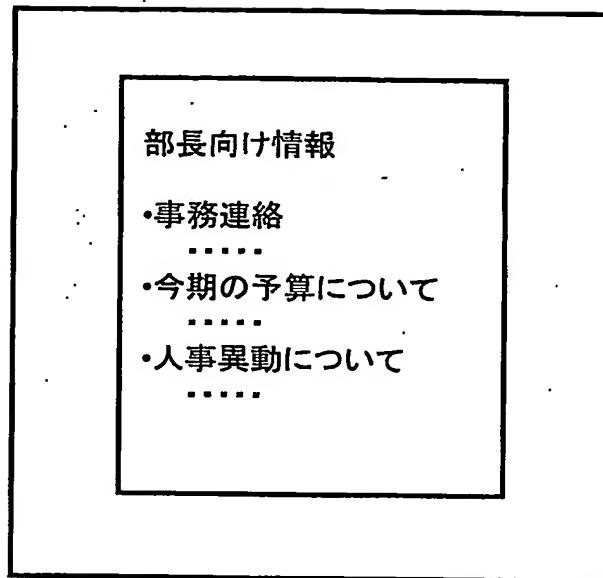 部長向け情報
•事務連絡
.....
•今期の予算について
.....
•人事異動について
.....